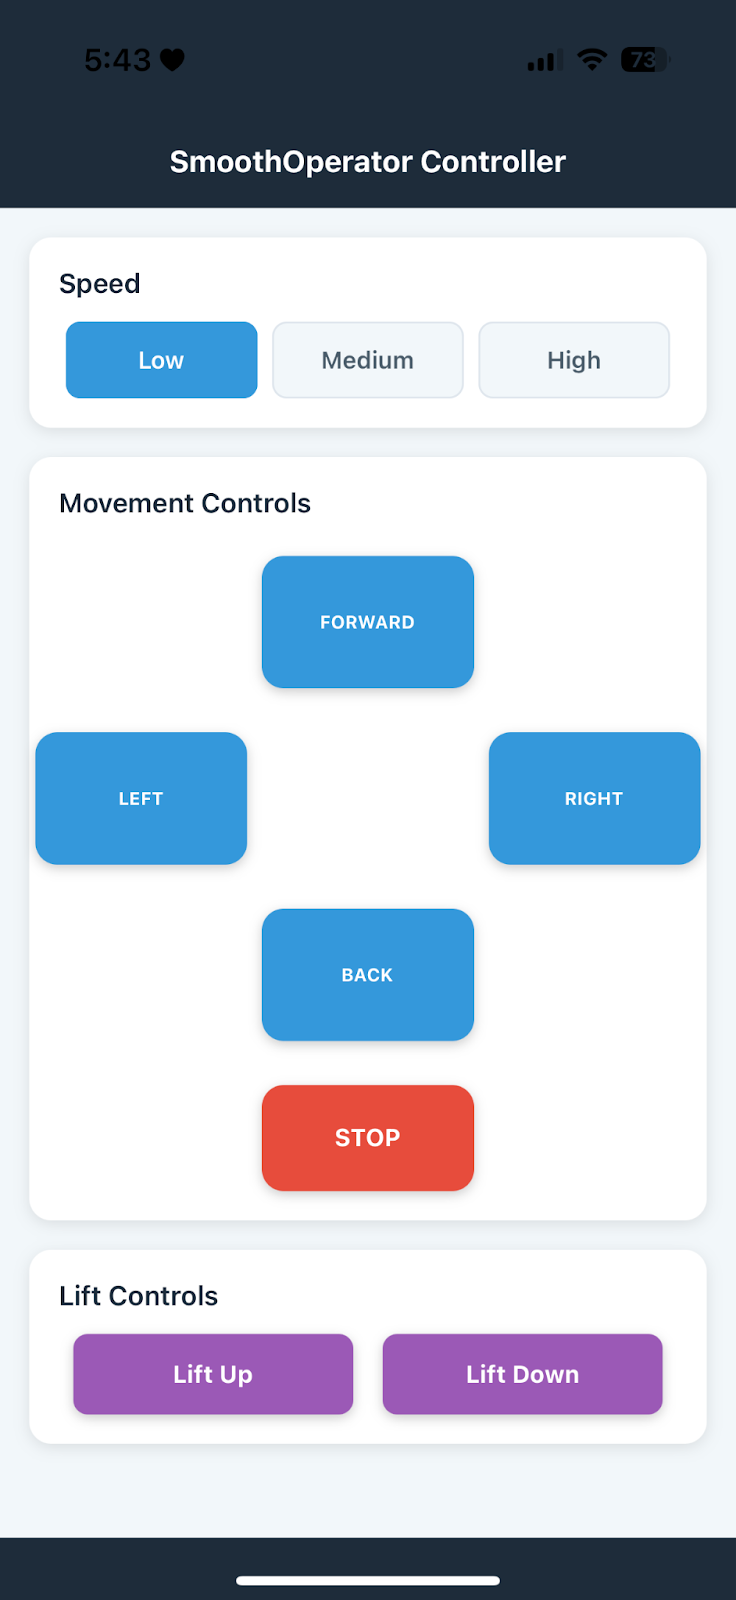 5:43
73
SmoothOperator Controller
Speed
Low Medium High
Movement Controls
FORWARD
LEFT RIGHT
BACK
STOP
Lift Controls
Lift Up Lift Down